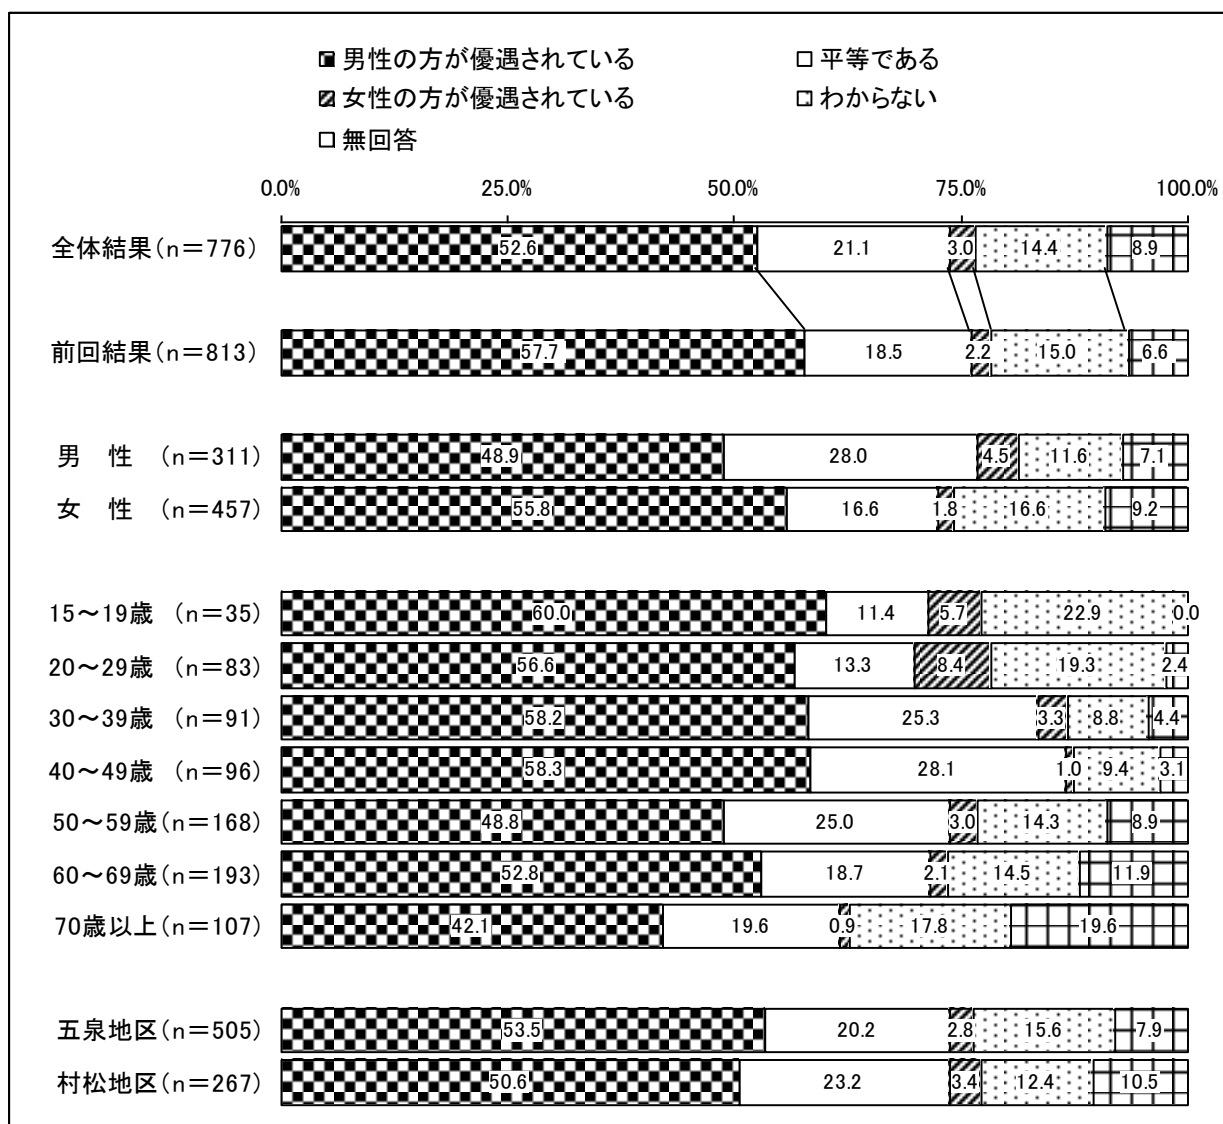 男性の方が優遇されている 平等である
女性の方が優遇されている わからない
無回答
0.0% 25.0% 50.0% 75.0% 100.0%
全体結果(n=776) 52.6 21.1 3.0 14.4 8.9
前回結果(n=813) 57.7 18.5 2.2 15.0 6.6
男 性 (n=311) 48.9 28.0 4.5 11.6 7.1
女 性 (n=457) 55.8 16.6 1.8 16.6 9.2
15~19歳 (n=35) 60.0 11.4 5.7 22.9 0.0
20~29歳 (n=83) 56.6 13.3 8.4 19.3 2.4
30~39歳 (n=91) 58.2 25.3 3.3 8.8 4.4
40~49歳 (n=96) 58.3 28.1 1.0 9.4 3.1
50~59歳(n=168) 48.8 25.0 3.0 14.3 8.9
60~69歳(n=193) 52.8 18.7 2.1 14.5 11.9
70歳以上(n=107) 42.1 19.6 0.9 17.8 19.6
五泉地区(n=505) 53.5 20.2 2.8 15.6 7.9
村松地区(n=267) 50.6 23.2 3.4 12.4 10.5